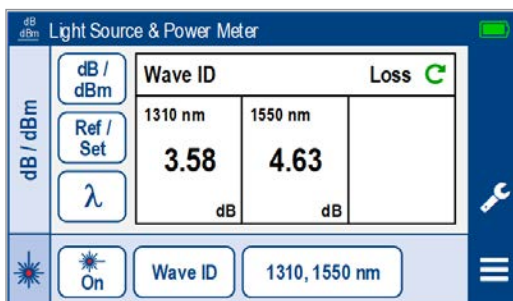 dB
dBm
Light Source & Power Meter
dB / dBm
dB /
dBm
Ref /
Set
λ
Wave ID
Loss
1310 nm
3.58
dB
1550 nm
4.63
dB
On
Wave ID
1310, 1550 nm